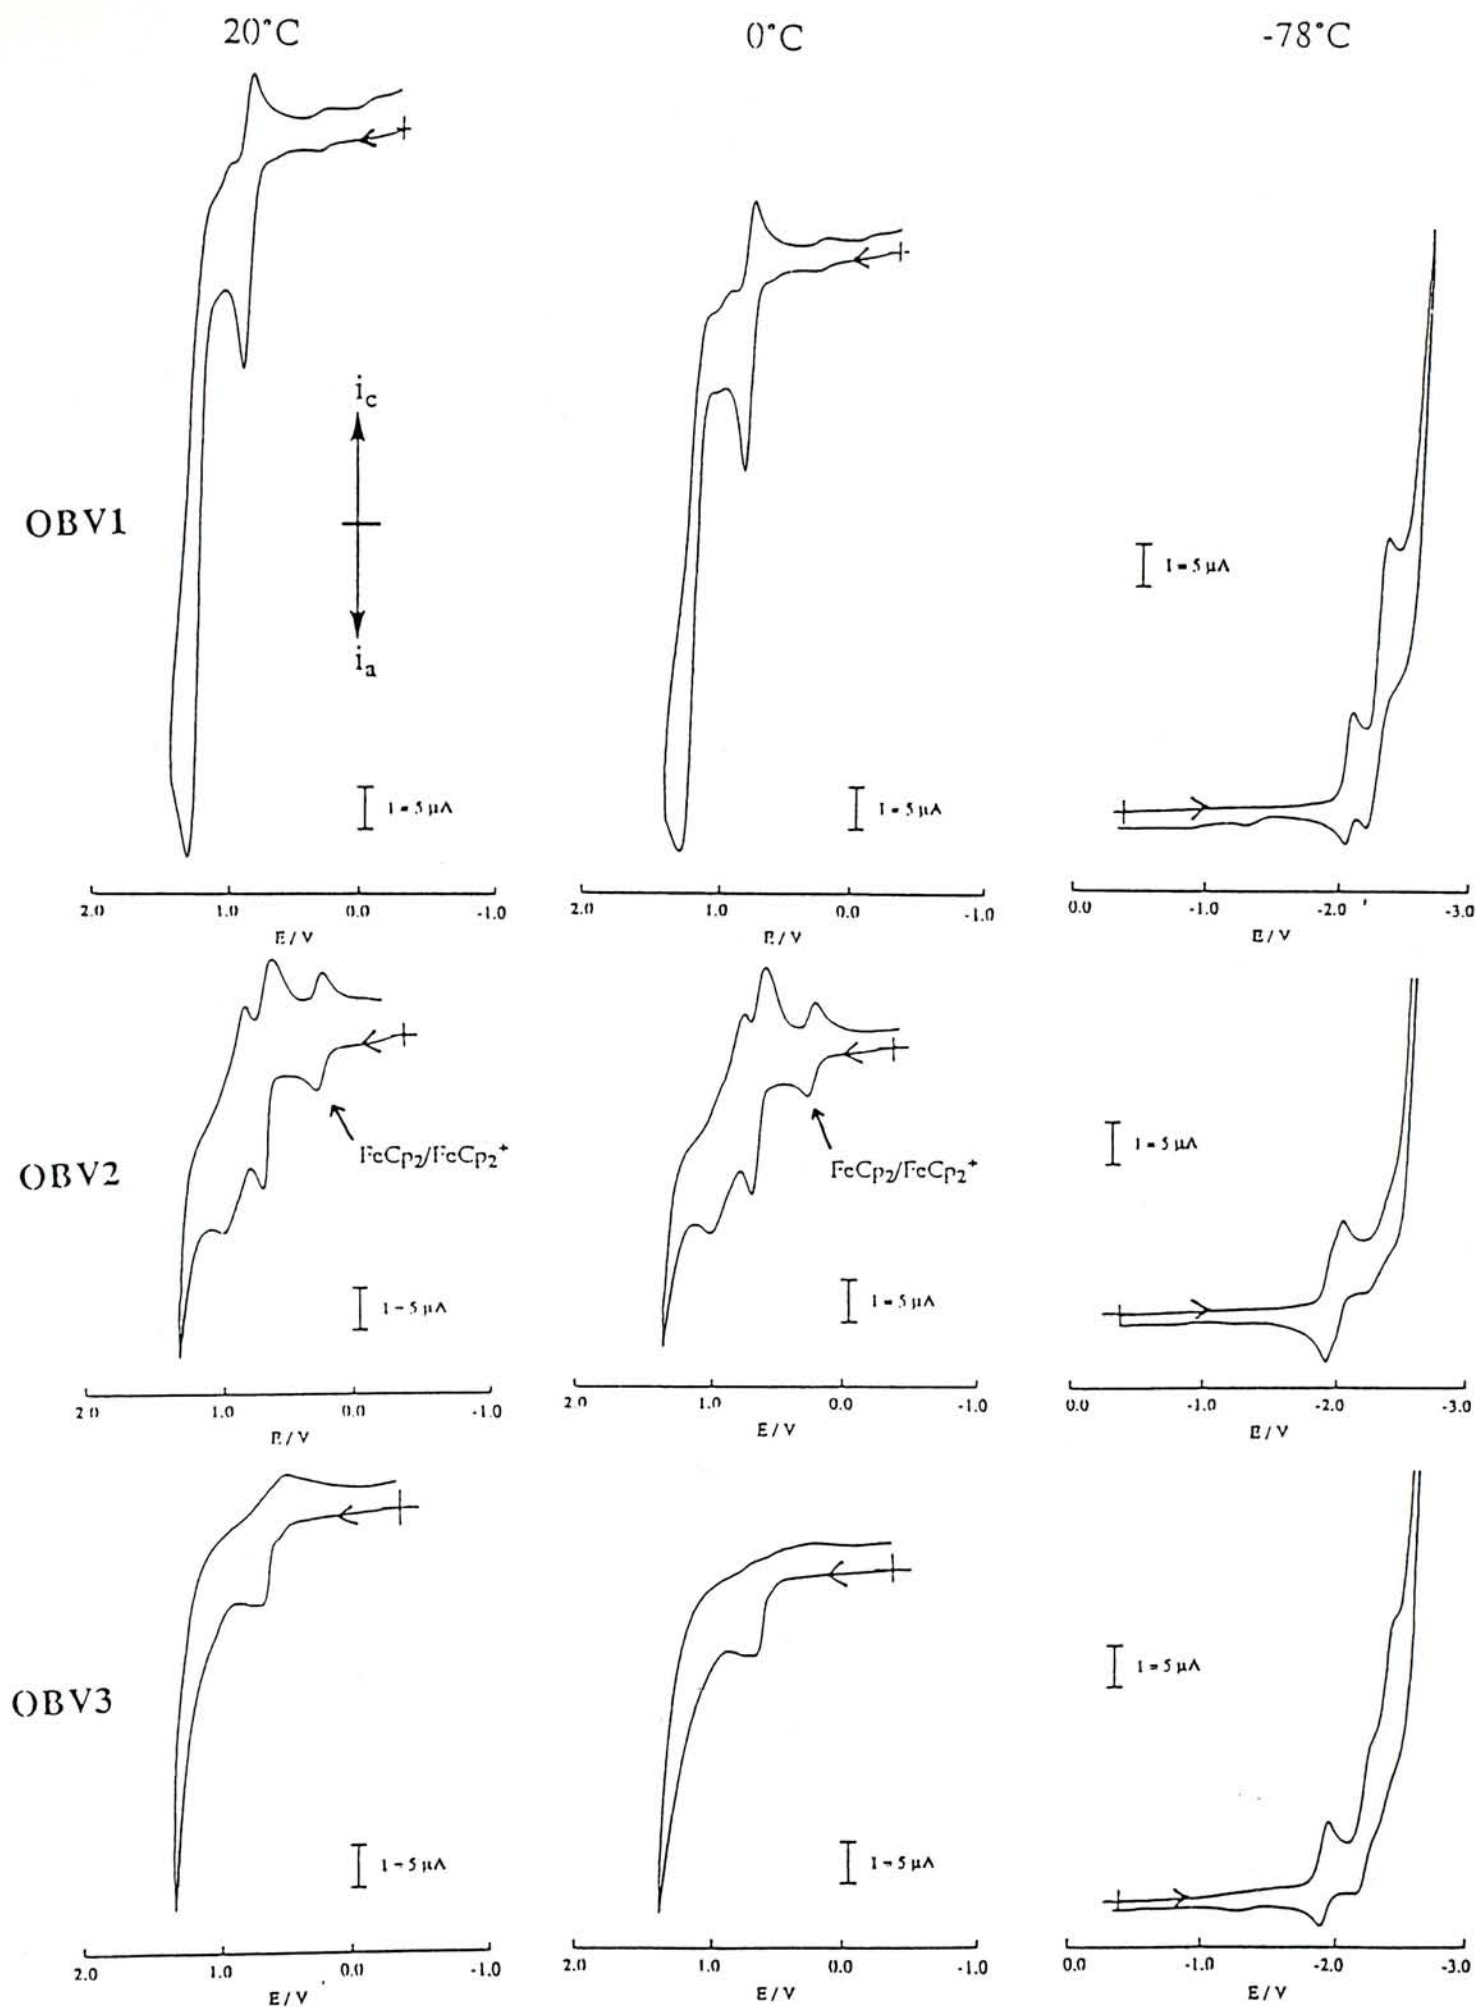 20°C 0°C -78°C
i_c
OBV1
i_a
I = 5 μA
I = 5 μA
I = 5 μA
2.0 1.0 0.0 -1.0
E / V
2.0 1.0 0.0 -1.0
E / V
0.0 -1.0 -2.0 -3.0
E / V
FeCp₂/FeCp₂⁺
FeCp₂/FeCp₂⁺
OBV2
I = 5 μA
I = 5 μA
I = 5 μA
2.0 1.0 0.0 -1.0
E / V
2.0 1.0 0.0 -1.0
E / V
0.0 -1.0 -2.0 -3.0
E / V
OBV3
I = 5 μA
I = 5 μA
I = 5 μA
2.0 1.0 0.0 -1.0
E / V
2.0 1.0 0.0 -1.0
E / V
0.0 -1.0 -2.0 -3.0
E / V